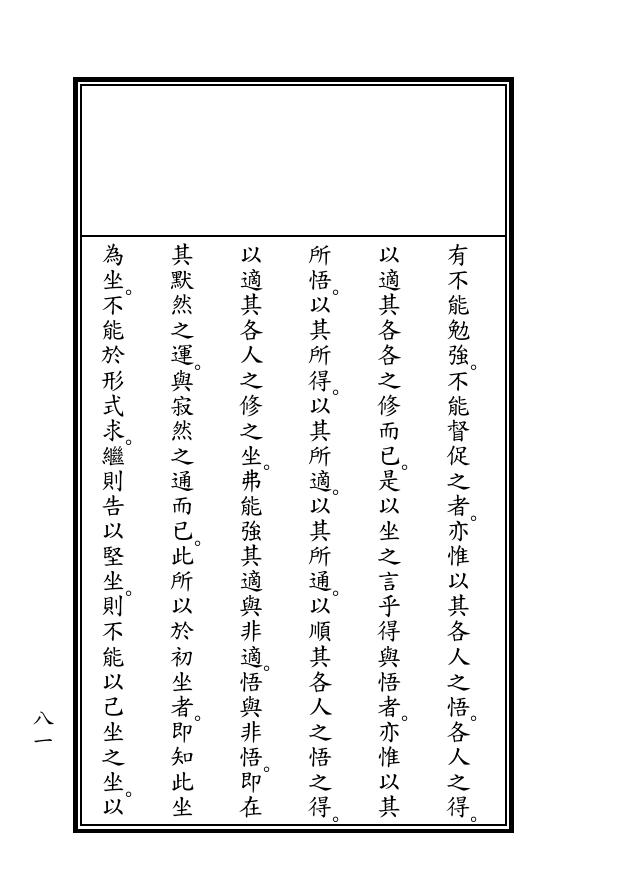 有不能勉強。不能督促之者。亦惟以其各人之悟。各人之得。
以適其各各之修而已。是以坐之言乎得與悟者。亦惟以其
所悟。以其所得。以其所適。以其所通。以順其各人之悟之得。
以適其各人之修之坐。弗能強其適與非適。悟與非悟。即在
其默然之運。與寂然之通而已。此所以於初坐者。即知此坐
為坐。不能於形式求。繼則告以堅坐。則不能以己坐之坐。以
八一